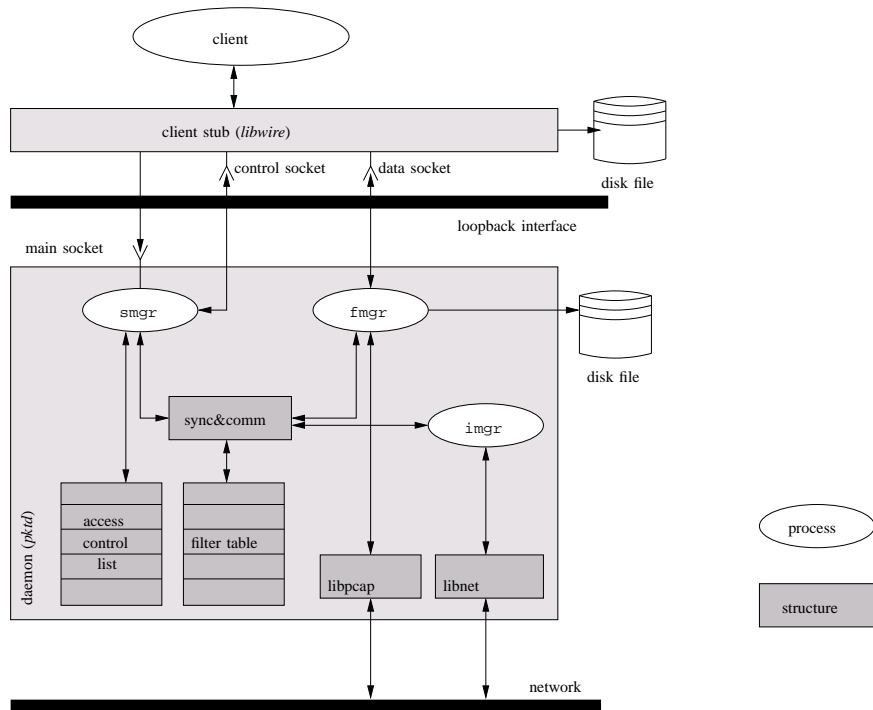 client
client stub (libwire)
control socket
data socket
disk file
loopback interface
main socket
smgr
fmgr
disk file
sync&comm
imgr
daemon (pktd)
access
control
list
filter table
libpcap
libnet
process
structure
network